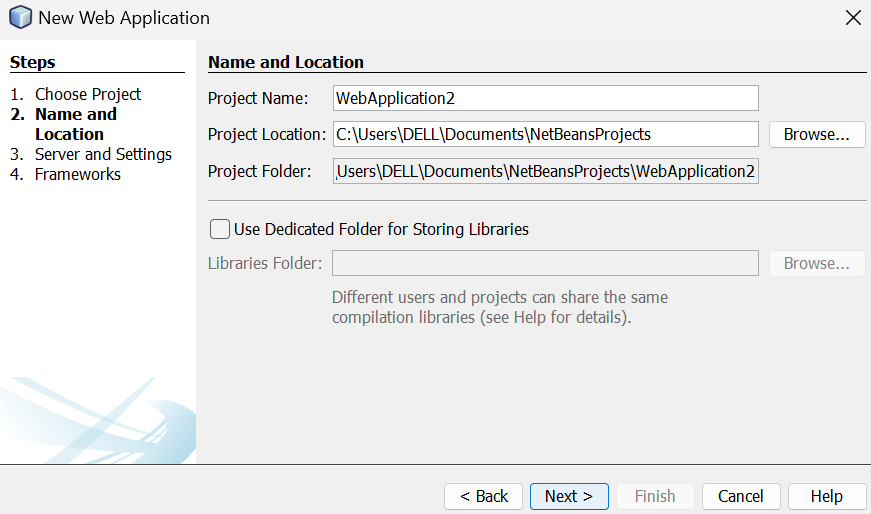 New Web Application
Steps
1. Choose Project
2. Name and
Location
3. Server and Settings
4. Frameworks
Name and Location
Project Name: WebApplication2
Project Location: C:\Users\DELL\Documents\NetBeansProjects Browse...
Project Folder: Users\DELL\Documents\NetBeansProjects\WebApplication2
Use Dedicated Folder for Storing Libraries
Libraries Folder: Browse...
Different users and projects can share the same
compilation libraries (see Help for details).
< Back Next > Finish Cancel Help